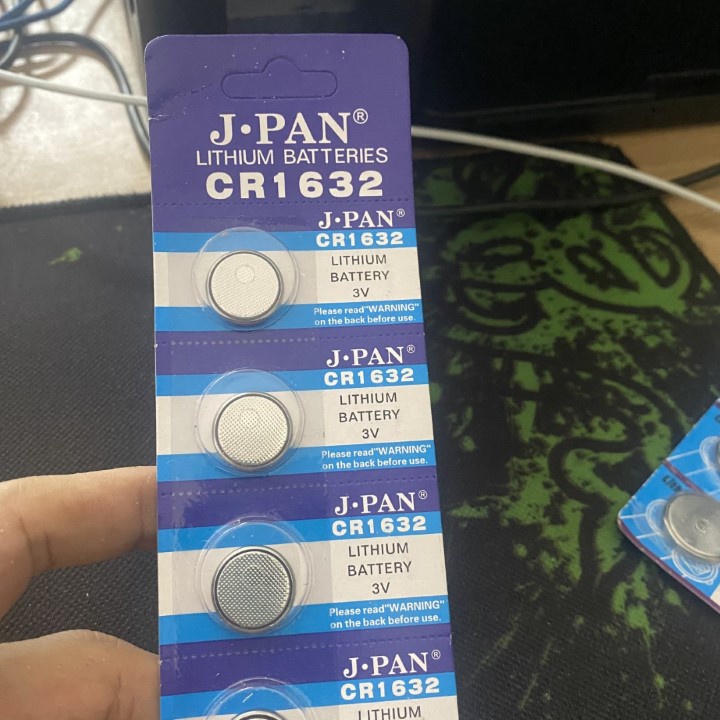 J·PAN®
LITHIUM BATTERIES
CR1632
J·PAN®
CR1632
LITHIUM
BATTERY
3V
Please read"WARNING"
on the back before use.
J·PAN®
CR1632
LITHIUM
BATTERY
3V
Please read"WARNING"
on the back before use.
J·PAN®
CR1632
LITHIUM
BATTERY
3V
Please read"WARNING"
on the back before use.
J·PAN®
CR1632
LITHIUM